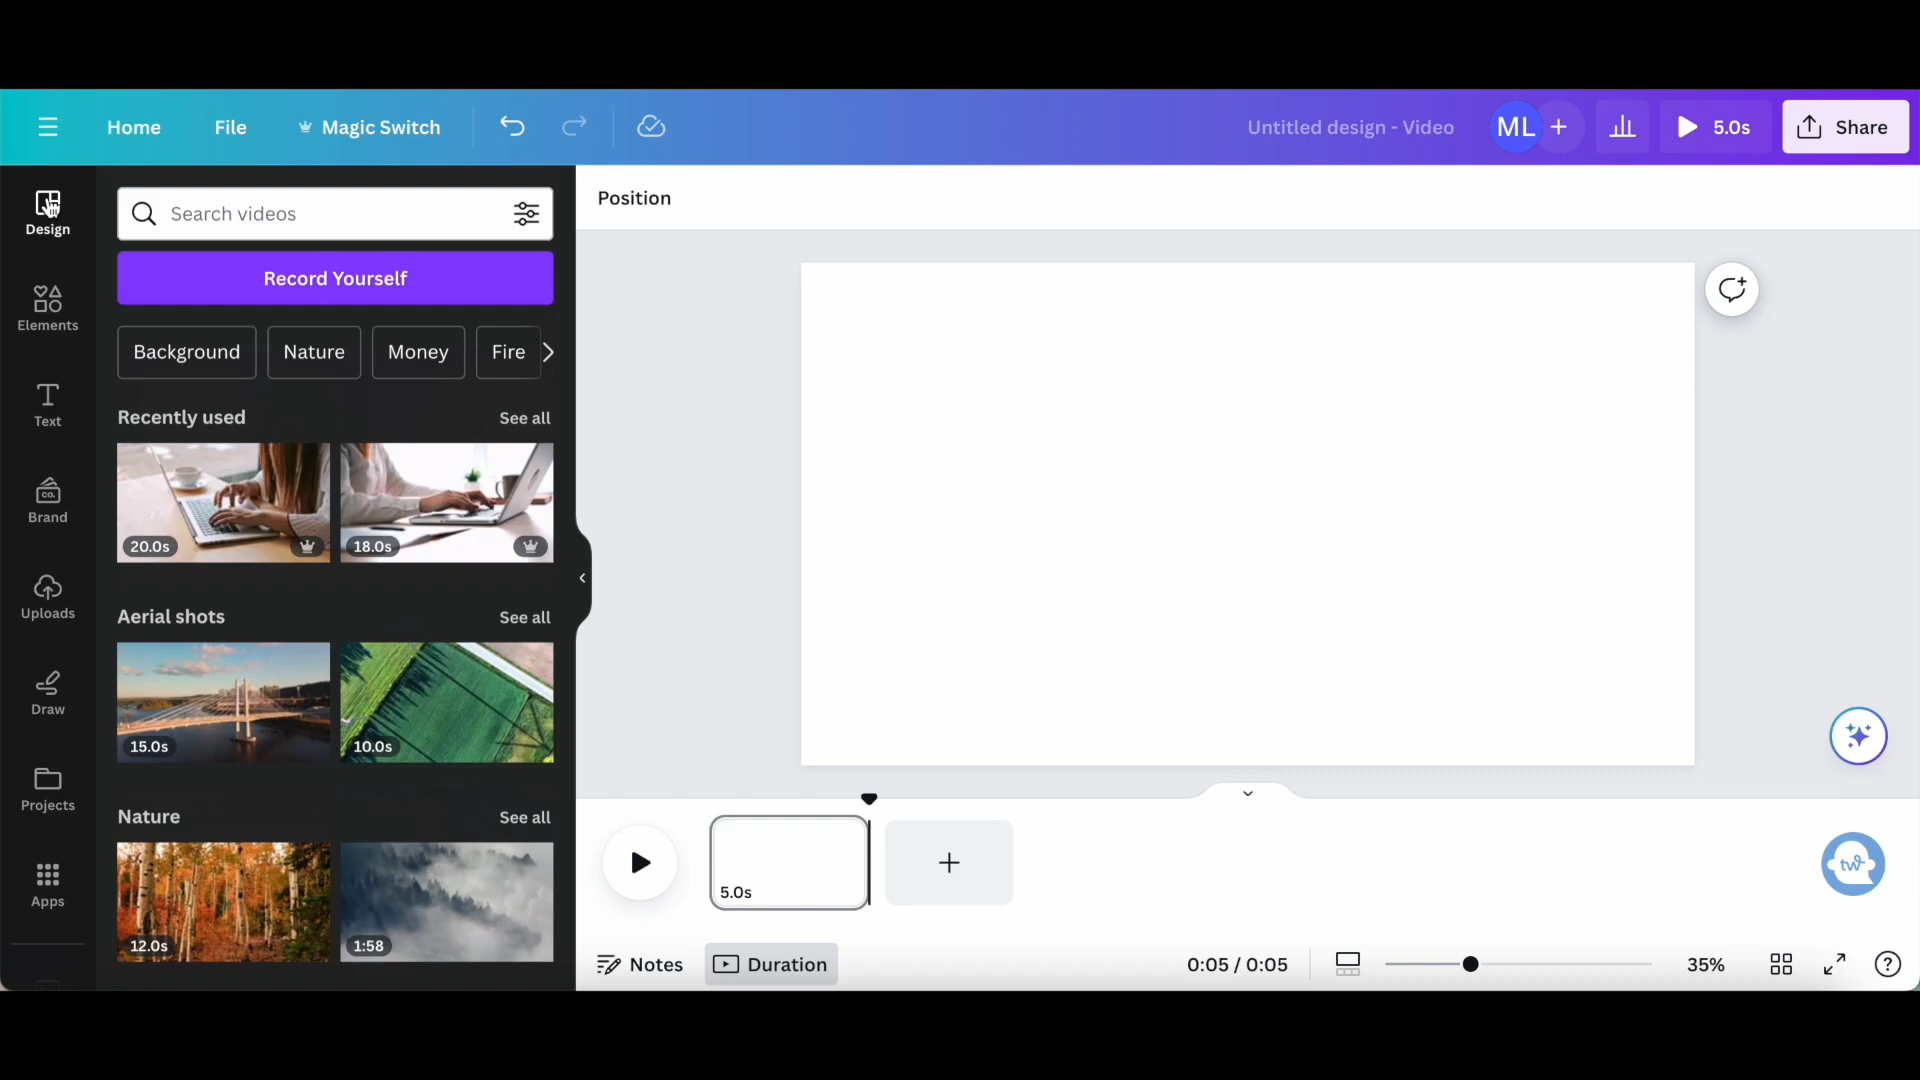 Home
File
Magic Switch
Untitled design - Video
ML
5.0s
Share
Design
Elements
Text
CO.
Brand
Uploads
Draw
Projects
Apps
Search videos
Record Yourself
Background
Nature
Money
Fire
Recently used
See all
20.0s
18.0s
Aerial shots
See all
15.0s
10.0s
Nature
See all
12.0s
1:58
Position
5.0s
tw
Notes
Duration
0:05 / 0:05
35%